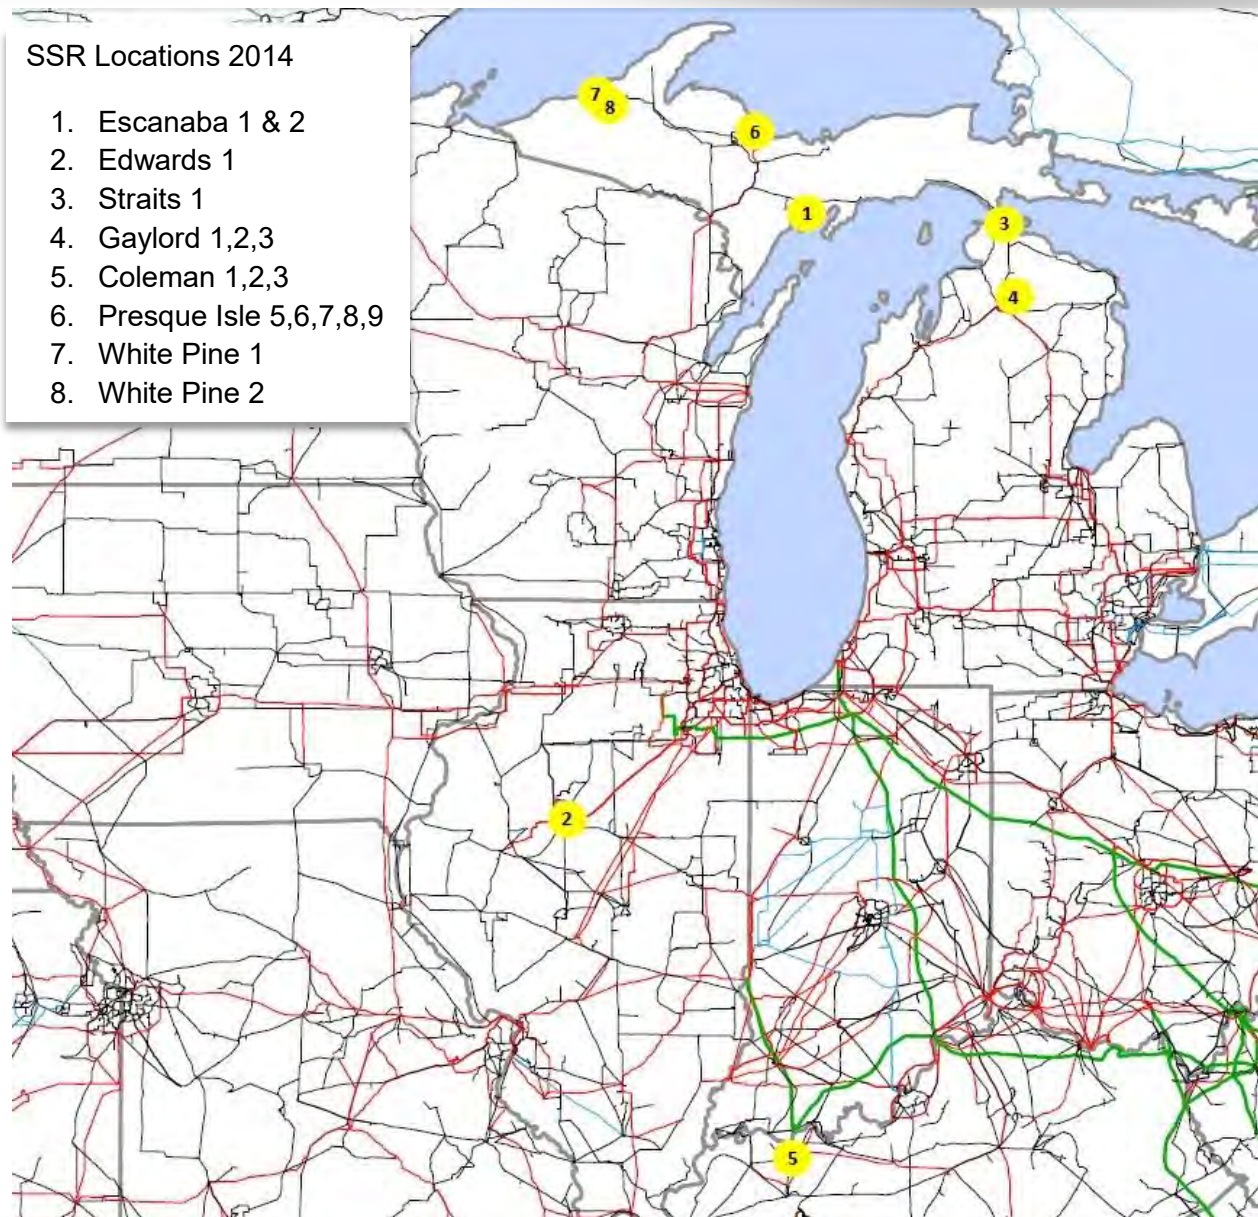 SSR Locations 2014
1. Escanaba 1 & 2
2. Edwards 1
3. Straits 1
4. Gaylord 1,2,3
5. Coleman 1,2,3
6. Presque Isle 5,6,7,8,9
7. White Pine 1
8. White Pine 2
7
8
6
1
3
4
2
5